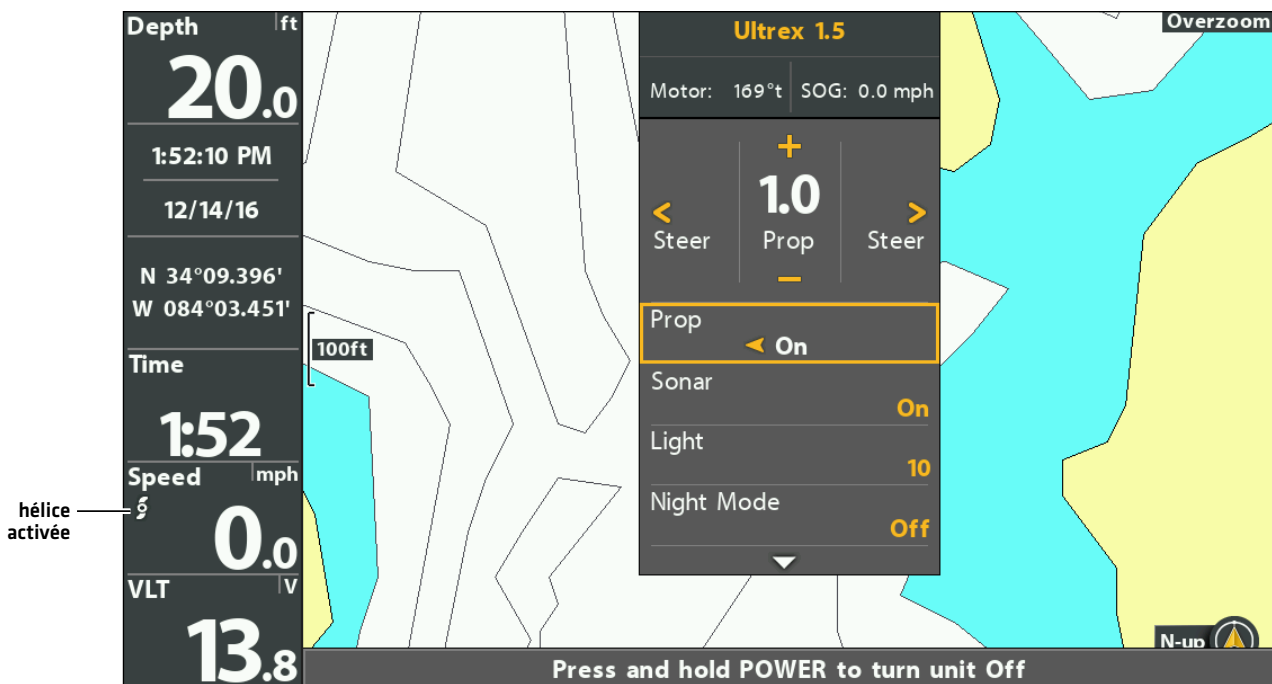 Depth ft
20.0
1:52:10 PM
12/14/16
N 34°09.396'
W 084°03.451'
Time
1:52
Speed mph
0.0
VLT V
13.8
hélice
activée
100ft
Ultrex 1.5
Motor: 169°t SOG: 0.0 mph
+
1.0
< >
Steer Prop Steer
−
Prop
On
Sonar
On
Light
10
Night Mode
Off
Overzoom
N-up
Press and hold POWER to turn unit Off